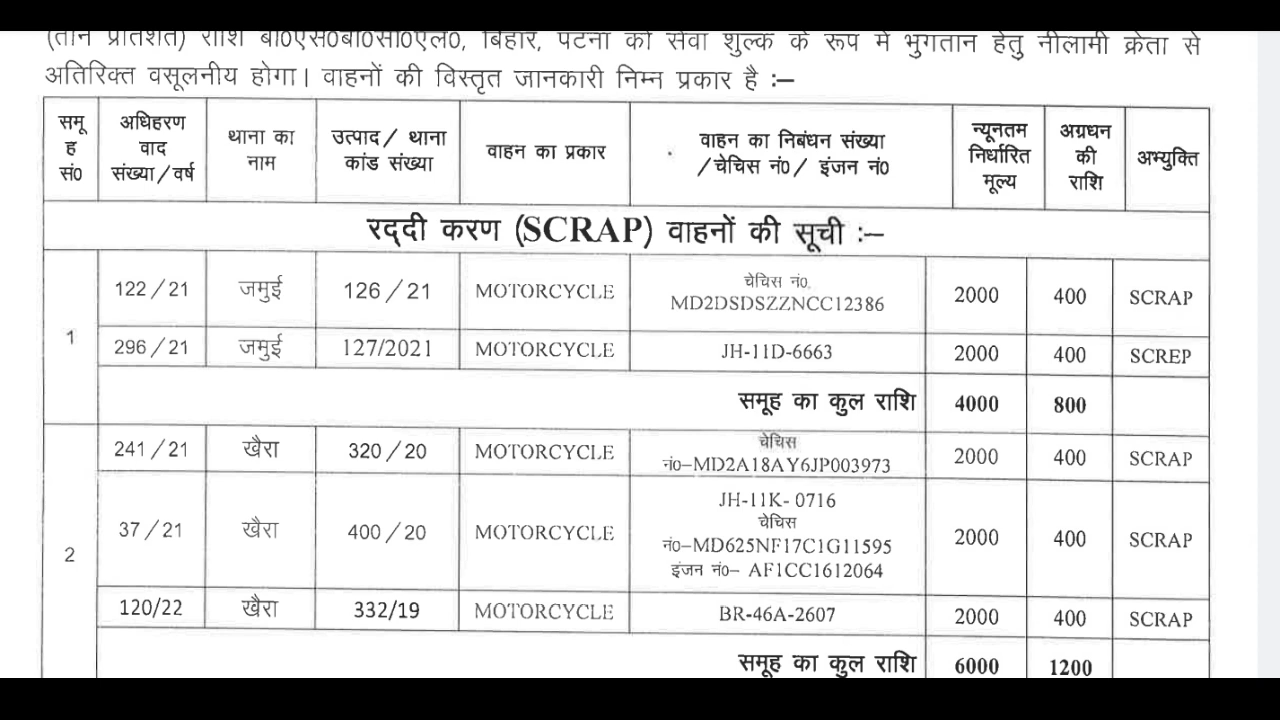 (तीन प्रतिशत) राशि बी0एस0बी0सी0एल0, बिहार, पटना को सेवा शुल्क के रूप में भुगतान हेतु नीलामी क्रेता से
अतिरिक्त वसूलनीय होगा। वाहनों की विस्तृत जानकारी निम्न प्रकार है :–
समू
ह
सं0
अधिहरण
वाद
संख्या/वर्ष
थाना का
नाम
उत्पाद/ थाना
कांड संख्या
वाहन का प्रकार
वाहन का निबंधन संख्या
/चेचिस नं0/ इंजन नं0
न्यूनतम
निर्धारित
मूल्य
अग्रधन
की
राशि
अभ्युक्ति
रद्दी करण (SCRAP) वाहनों की सूची :–
1
122/21
जमुई
126/21
MOTORCYCLE
चेचिस नं0.
MD2DSDSZZNCC12386
2000
400
SCRAP
296/21
जमुई
127/2021
MOTORCYCLE
JH-11D-6663
2000
400
SCREP
समूह का कुल राशि
4000
800
2
241/21
खैरा
320/20
MOTORCYCLE
चेचिस
नं0–MD2A18AY6JP003973
2000
400
SCRAP
37/21
खैरा
400/20
MOTORCYCLE
JH-11K- 0716
चेचिस
नं0–MD625NF17C1G11595
इंजन नं0– AF1CC1612064
2000
400
SCRAP
120/22
खैरा
332/19
MOTORCYCLE
BR-46A-2607
2000
400
SCRAP
समूह का कुल राशि
6000
1200